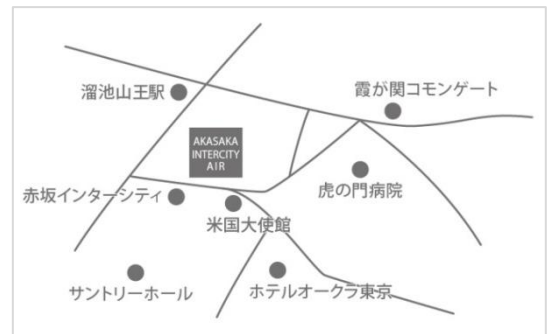 溜池山王駅
霞が関コモンゲート
AKASAKA
INTERCITY
AIR
虎の門病院
赤坂インターシティ
米国大使館
サントリーホール
ホテルオークラ東京